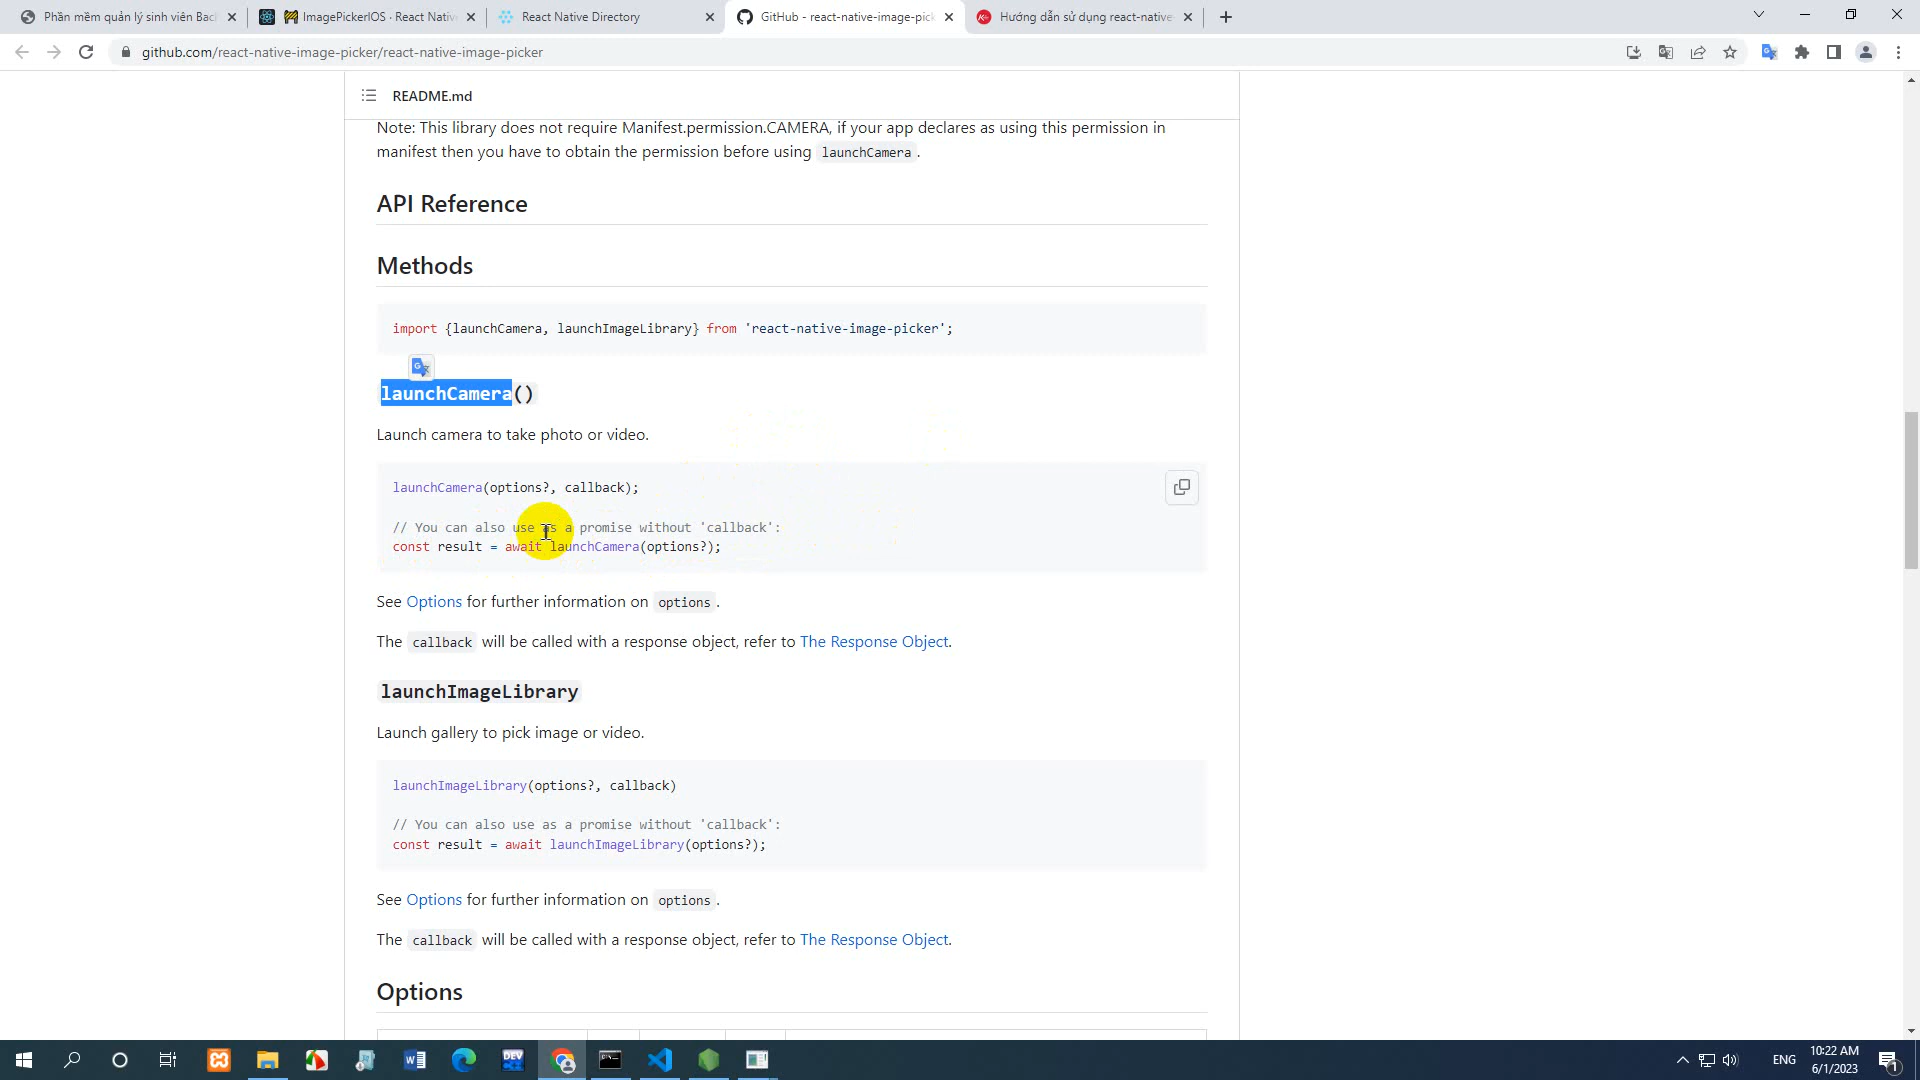 Phần mềm quản lý sinh viên Bac
ImagePickerIOS · React Native
React Native Directory
GitHub - react-native-image-pick
Hướng dẫn sử dụng react-native
github.com/react-native-image-picker/react-native-image-picker
README.md
Note: This library does not require Manifest.permission.CAMERA, if your app declares as using this permission in
manifest then you have to obtain the permission before using launchCamera.
API Reference
Methods
import {launchCamera, launchImageLibrary} from 'react-native-image-picker';
launchCamera()
Launch camera to take photo or video.
launchCamera(options?, callback);
// You can also use as a promise without 'callback':
const result = await launchCamera(options?);
See Options for further information on options.
The callback will be called with a response object, refer to The Response Object.
launchImageLibrary
Launch gallery to pick image or video.
launchImageLibrary(options?, callback)
// You can also use as a promise without 'callback':
const result = await launchImageLibrary(options?);
See Options for further information on options.
The callback will be called with a response object, refer to The Response Object.
Options
DEV
ENG
10:22 AM
6/1/2023
1